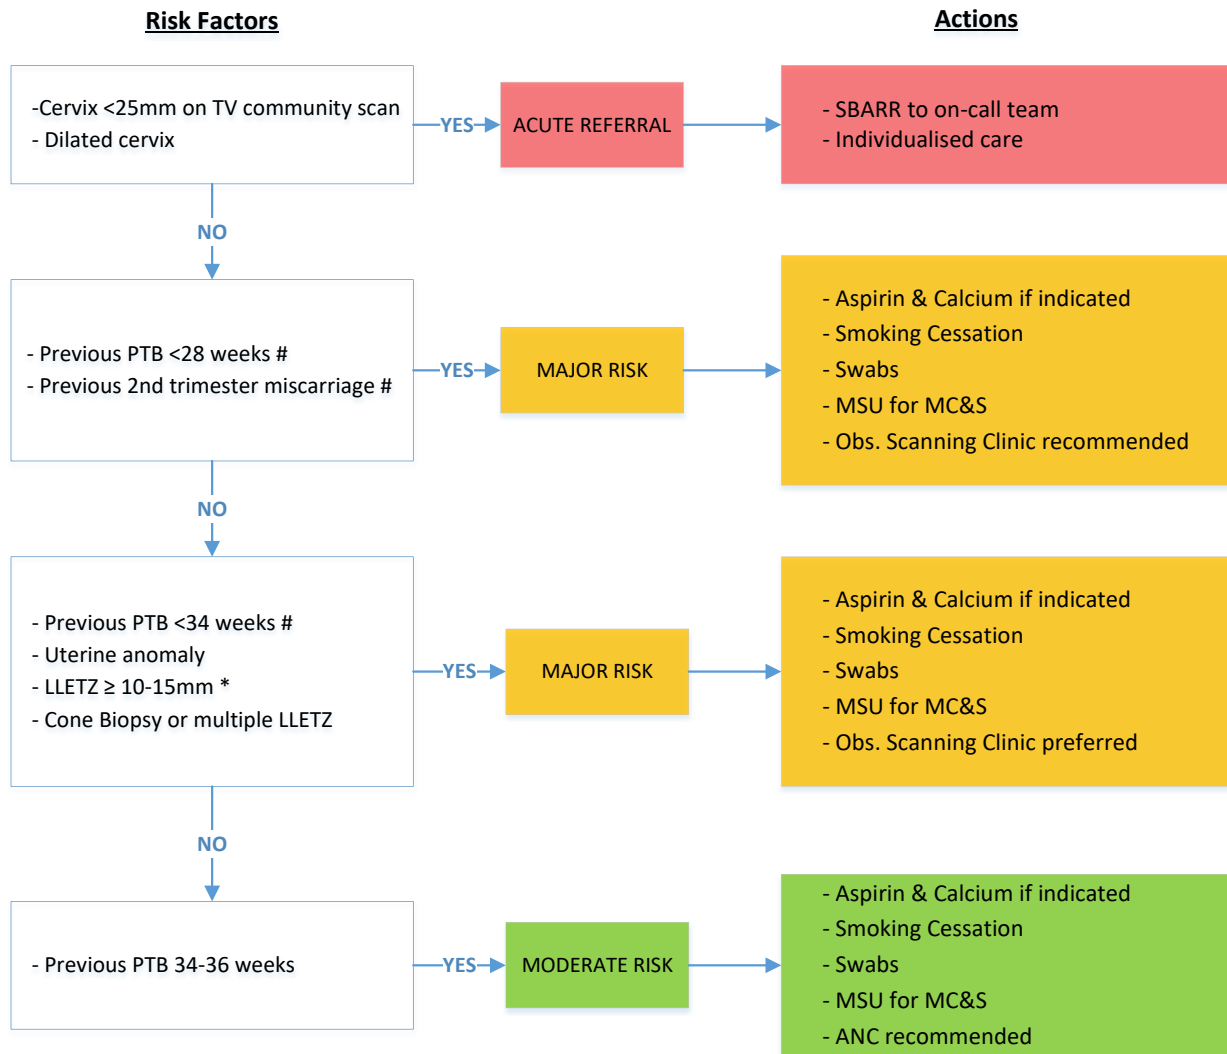 Risk Factors
Actions
-Cervix <25mm on TV community scan
- Dilated cervix
YES
ACUTE REFERRAL
- SBARR to on-call team
- Individualised care
NO
- Previous PTB <28 weeks #
- Previous 2nd trimester miscarriage #
YES
MAJOR RISK
- Aspirin & Calcium if indicated
- Smoking Cessation
- Swabs
- MSU for MC&S
- Obs. Scanning Clinic recommended
NO
- Previous PTB <34 weeks #
- Uterine anomaly
- LLETZ ≥ 10-15mm *
- Cone Biopsy or multiple LLETZ
YES
MAJOR RISK
- Aspirin & Calcium if indicated
- Smoking Cessation
- Swabs
- MSU for MC&S
- Obs. Scanning Clinic preferred
NO
- Previous PTB 34-36 weeks
YES
MODERATE RISK
- Aspirin & Calcium if indicated
- Smoking Cessation
- Swabs
- MSU for MC&S
- ANC recommended